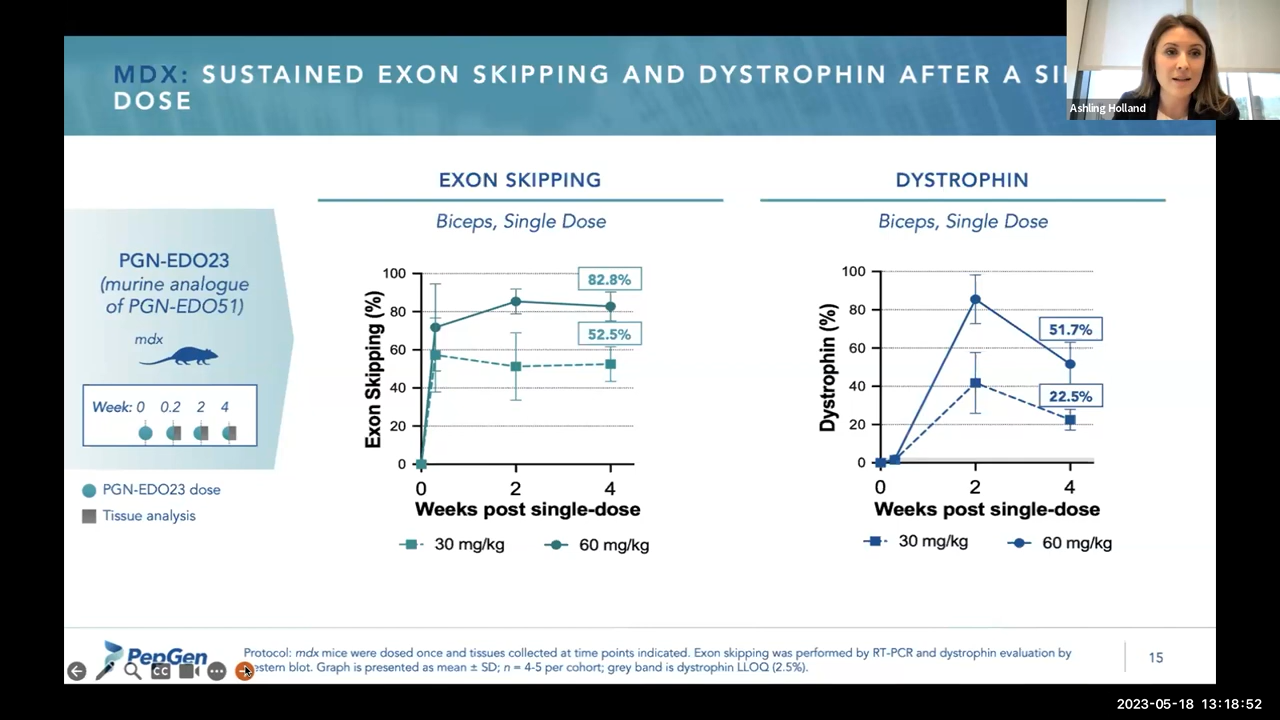 MDX: SUSTAINED EXON SKIPPING AND DYSTROPHIN AFTER A
DOSE
Ashling Holland
EXON SKIPPING
Biceps, Single Dose
DYSTROPHIN
Biceps, Single Dose
PGN-EDO23
(murine analogue
of PGN-EDO51)
mdx
Week: 0 0.2 2 4
PGN-EDO23 dose
Tissue analysis
Exon Skipping (%)
100
80
60
40
20
0
82.8%
52.5%
0 2 4
Weeks post single-dose
30 mg/kg 60 mg/kg
Dystrophin (%)
100
80
60
40
20
0
51.7%
22.5%
0 2 4
Weeks post single-dose
30 mg/kg 60 mg/kg
PepGen
CC
Protocol: mdx mice were dosed once and tissues collected at time points indicated. Exon skipping was performed by RT-PCR and dystrophin evaluation by
estern blot. Graph is presented as mean ± SD; n = 4-5 per cohort; grey band is dystrophin LLOQ (2.5%).
15
2023-05-18 13:18:52